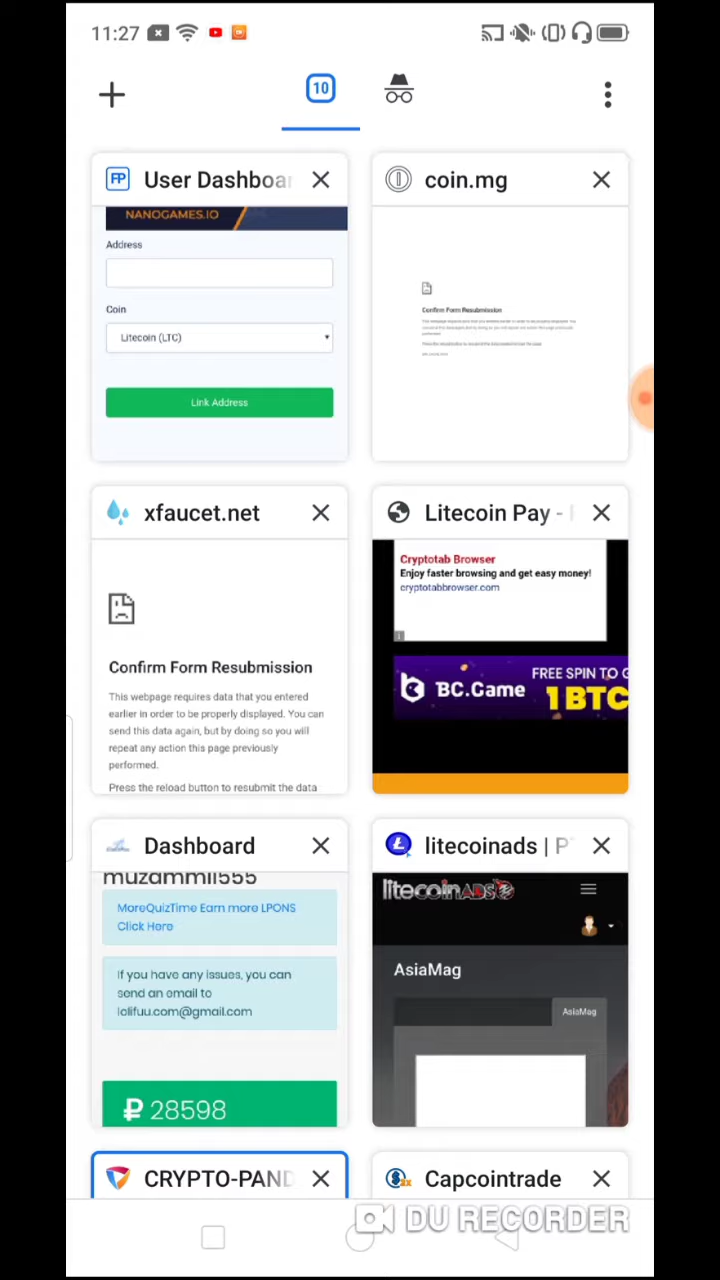 11:27
10
User Dashboar
NANOGAMES.IO
Address
Coin
Litecoin (LTC)
Link Address
coin.mg
Confirm Form Resubmission
xfaucet.net
Confirm Form Resubmission
This webpage requires data that you entered
earlier in order to be properly displayed. You can
send this data again, but by doing so you will
repeat any action this page previously
performed.
Press the reload button to resubmit the data
Litecoin Pay -
Cryptotab Browser
Enjoy faster browsing and get easy money!
cryptotabbrowser.com
BC.Game
FREE SPIN TO G
1 BTC
Dashboard
muzammil555
MoreQuizTime Earn more LPONS
Click Here
If you have any issues, you can
send an email to
lolifuu.com@gmail.com
₽ 28598
litecoinads | P
litecoinADS
AsiaMag
AsiaMag
CRYPTO-PAND
Capcointrade
DU RECORDER